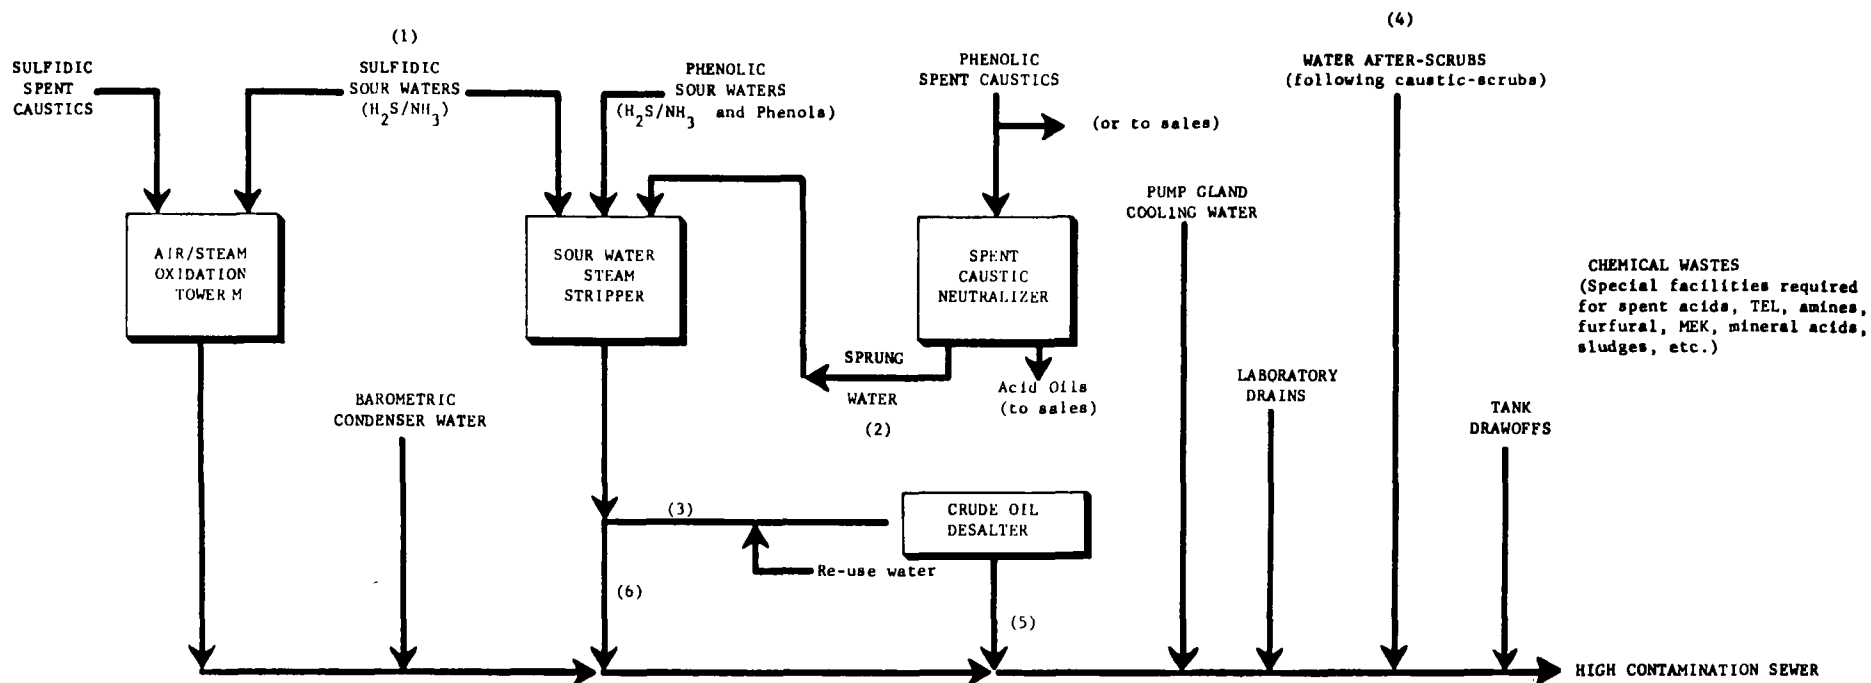 (1)
(4)
SULFIDIC
SPENT
CAUSTICS
SULFIDIC
SOUR WATERS
(H2S/NH3)
PHENOLIC
SOUR WATERS
(H2S/NH3 and Phenols)
PHENOLIC
SPENT CAUSTICS
(or to sales)
WATER AFTER-SCRUBS
(following caustic-scrubs)
PUMP GLAND
COOLING WATER
AIR/STEAM
OXIDATION
TOWER M
SOUR WATER
STEAM
STRIPPER
SPENT
CAUSTIC
NEUTRALIZER
CHEMICAL WASTES
(Special facilities required
for spent acids, TEL, amines,
furfural, MEK, mineral acids,
sludges, etc.)
SPRUNG
WATER
(2)
Acid Oils
(to sales)
LABORATORY
DRAINS
BAROMETRIC
CONDENSER WATER
TANK
DRAWOFFS
(3)
CRUDE OIL
DESALTER
Re-use water
(6)
(5)
HIGH CONTAMINATION SEWER